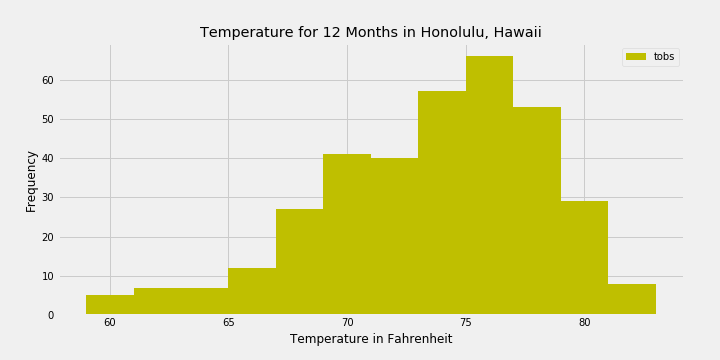 Temperature for 12 Months in Honolulu, Hawaii
tobs
Frequency
60
50
40
30
20
10
0
60 65 70 75 80
Temperature in Fahrenheit